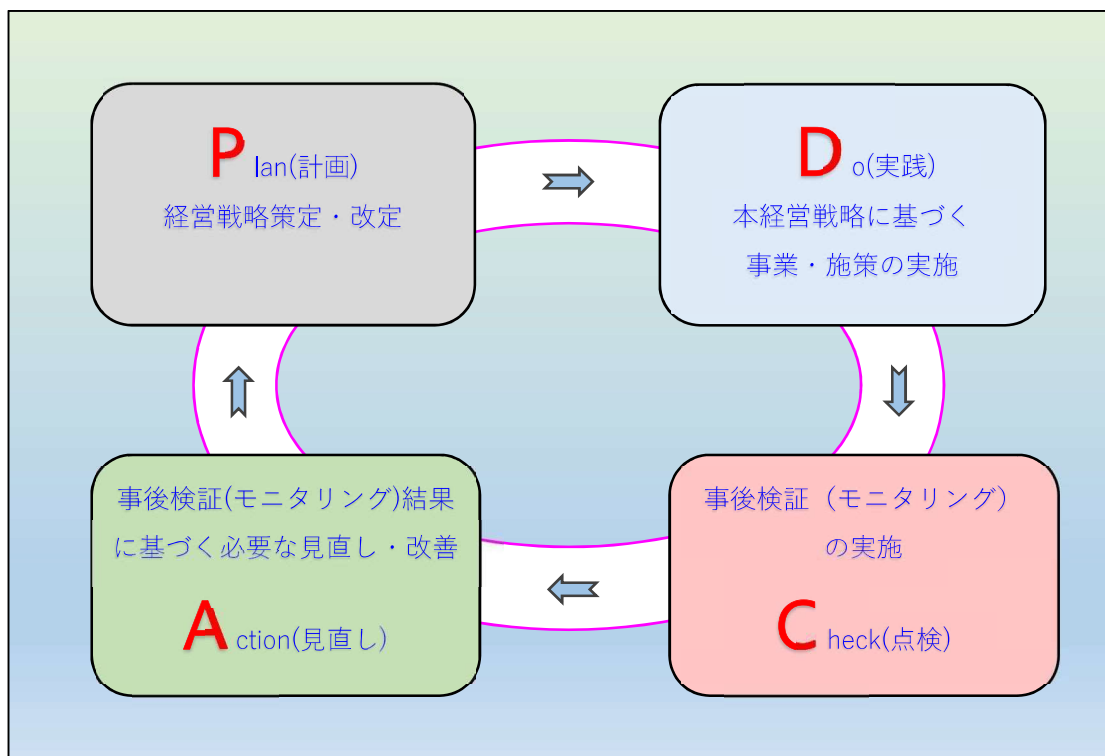 Plan(計画)
経営戦略策定・改定
Do(実践)
本経営戦略に基づく
事業・施策の実施
事後検証(モニタリング)結果
に基づく必要な見直し・改善
Action(見直し)
事後検証（モニタリング）
の実施
Check(点検)